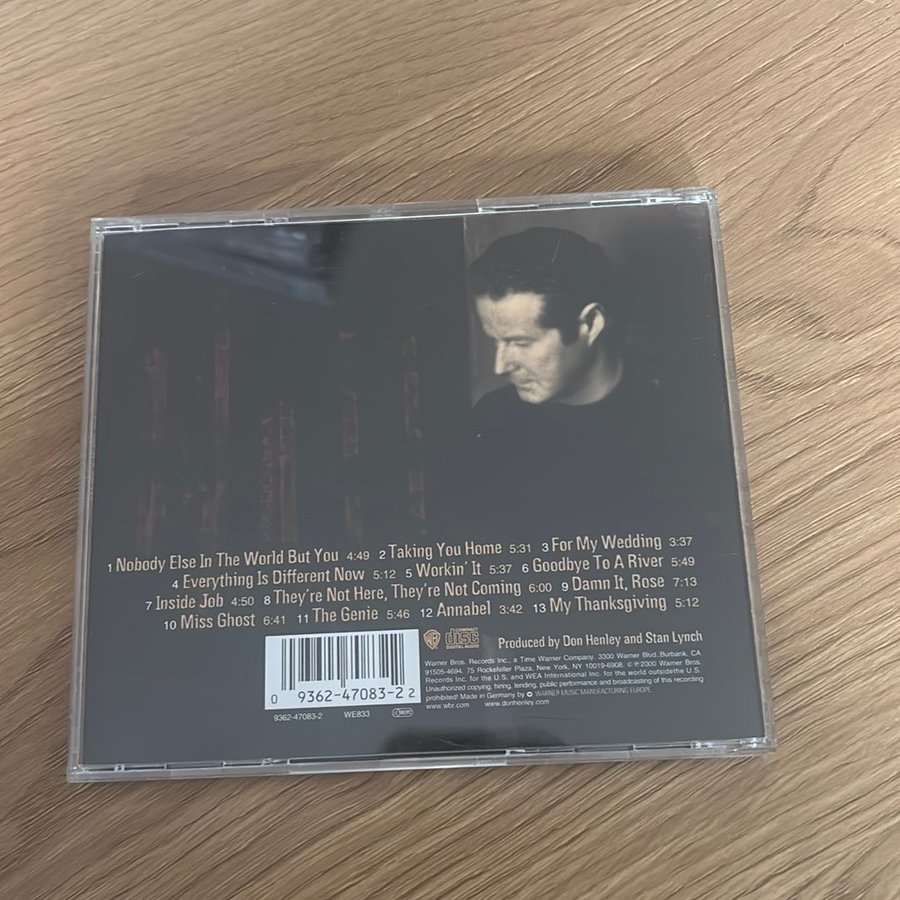 1 Nobody Else In The World But You 4:49 2 Taking You Home 5:31 3 For My Wedding 3:37
4 Everything Is Different Now 5:12 5 Workin' It 5:37 6 Goodbye To A River 5:49
7 Inside Job 4:50 8 They're Not Here, They're Not Coming 6:00 9 Damn It, Rose 7:13
10 Miss Ghost 6:41 11 The Genie 5:46 12 Annabel 3:42 13 My Thanksgiving 5:12
WB
COMPACT
disc
DIGITAL AUDIO
Produced by Don Henley and Stan Lynch
Warner Bros. Records Inc., a Time Warner Company. 3300 Warner Blvd. Burbank, CA
91505-4694. 75 Rockefeller Plaza, New York, NY, 10019-6908. © ℗ 2000 Warner Bros.
Records Inc. for the U.S. and WEA International Inc. for the world outside the U.S.
Unauthorized copying, hiring, lending, public performance and broadcasting of this recording
prohibited! Made in Germany by WARNER MUSIC MANUFACTURING EUROPE.
www.wbr.com www.donhenley.com
0 9362-47083-2 2
9362-47083-2 WE833